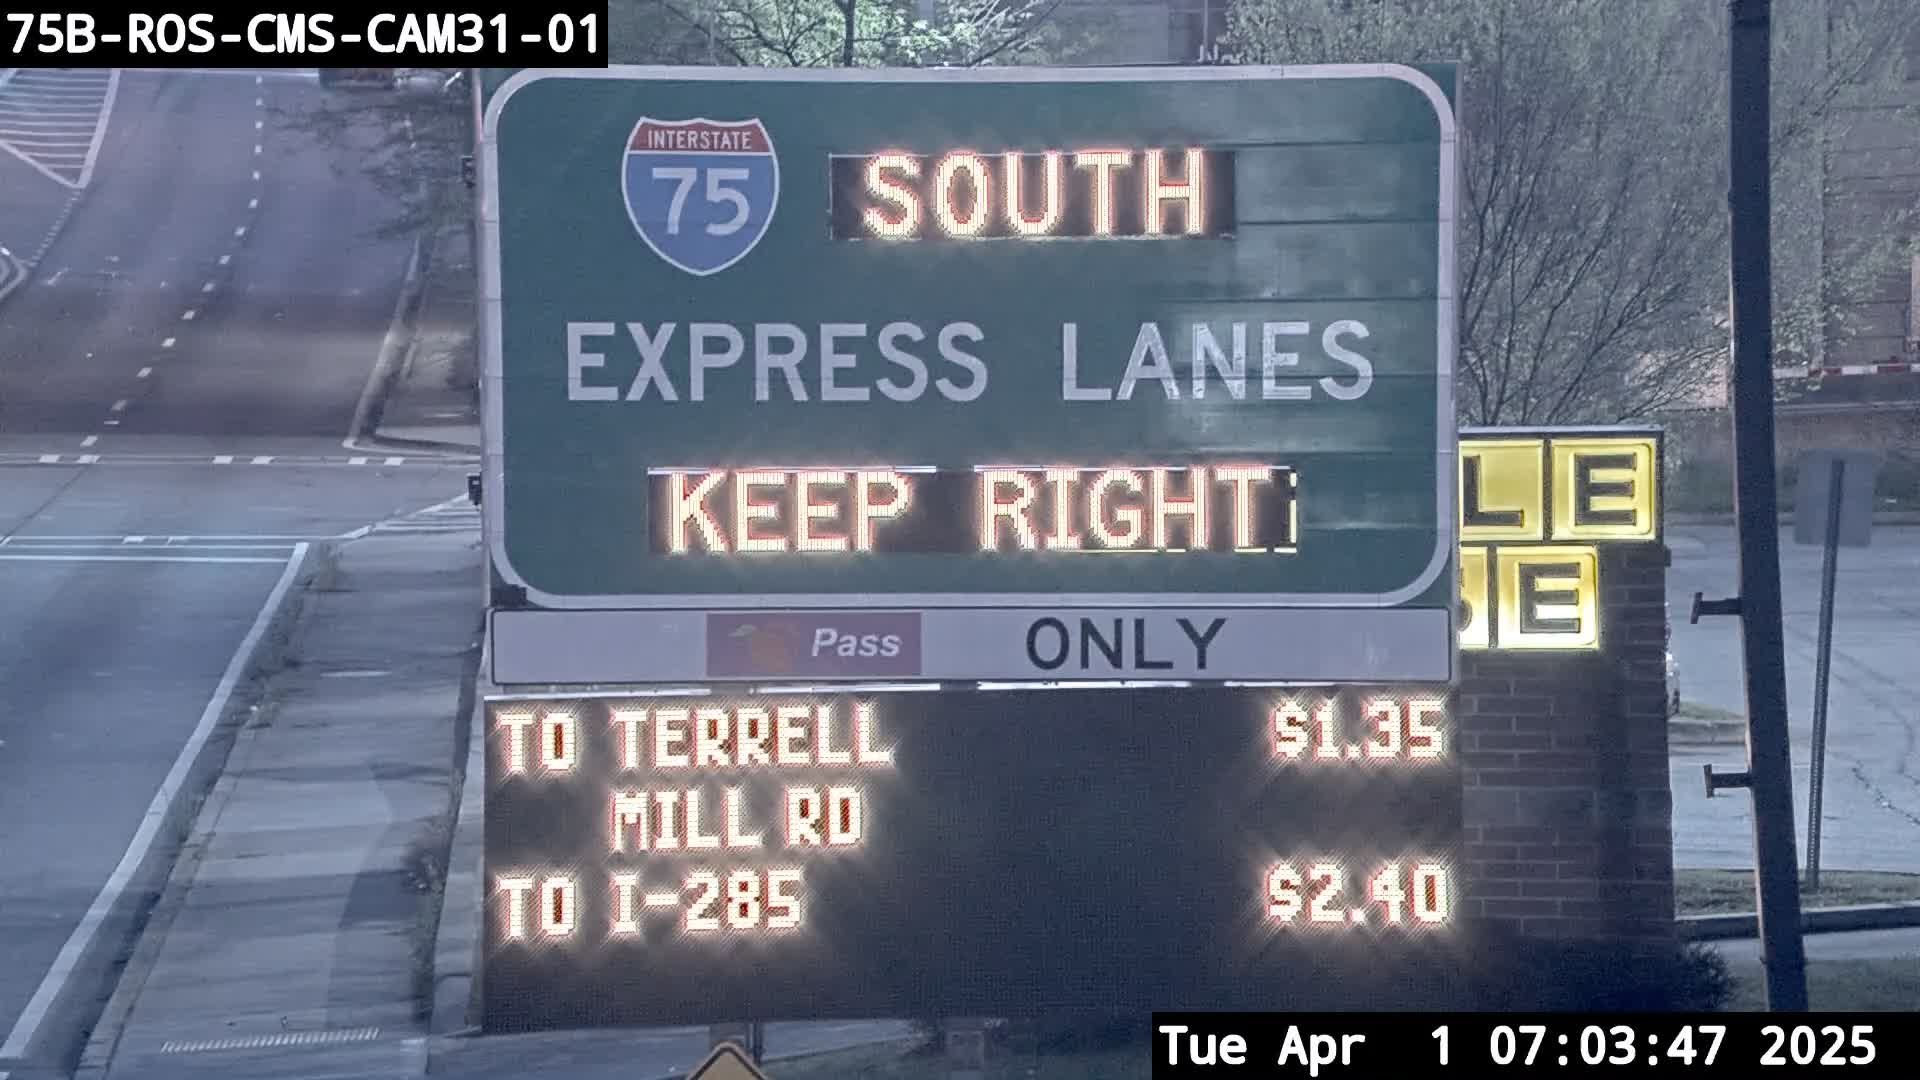 75B-ROS-CMS-CAM31-01
INTERSTATE
75
SOUTH
EXPRESS LANES
KEEP RIGHT
Pass ONLY
TO TERRELL $1.35
MILL RD
TO I-285 $2.40
LE
E
Tue Apr 1 07:03:47 2025